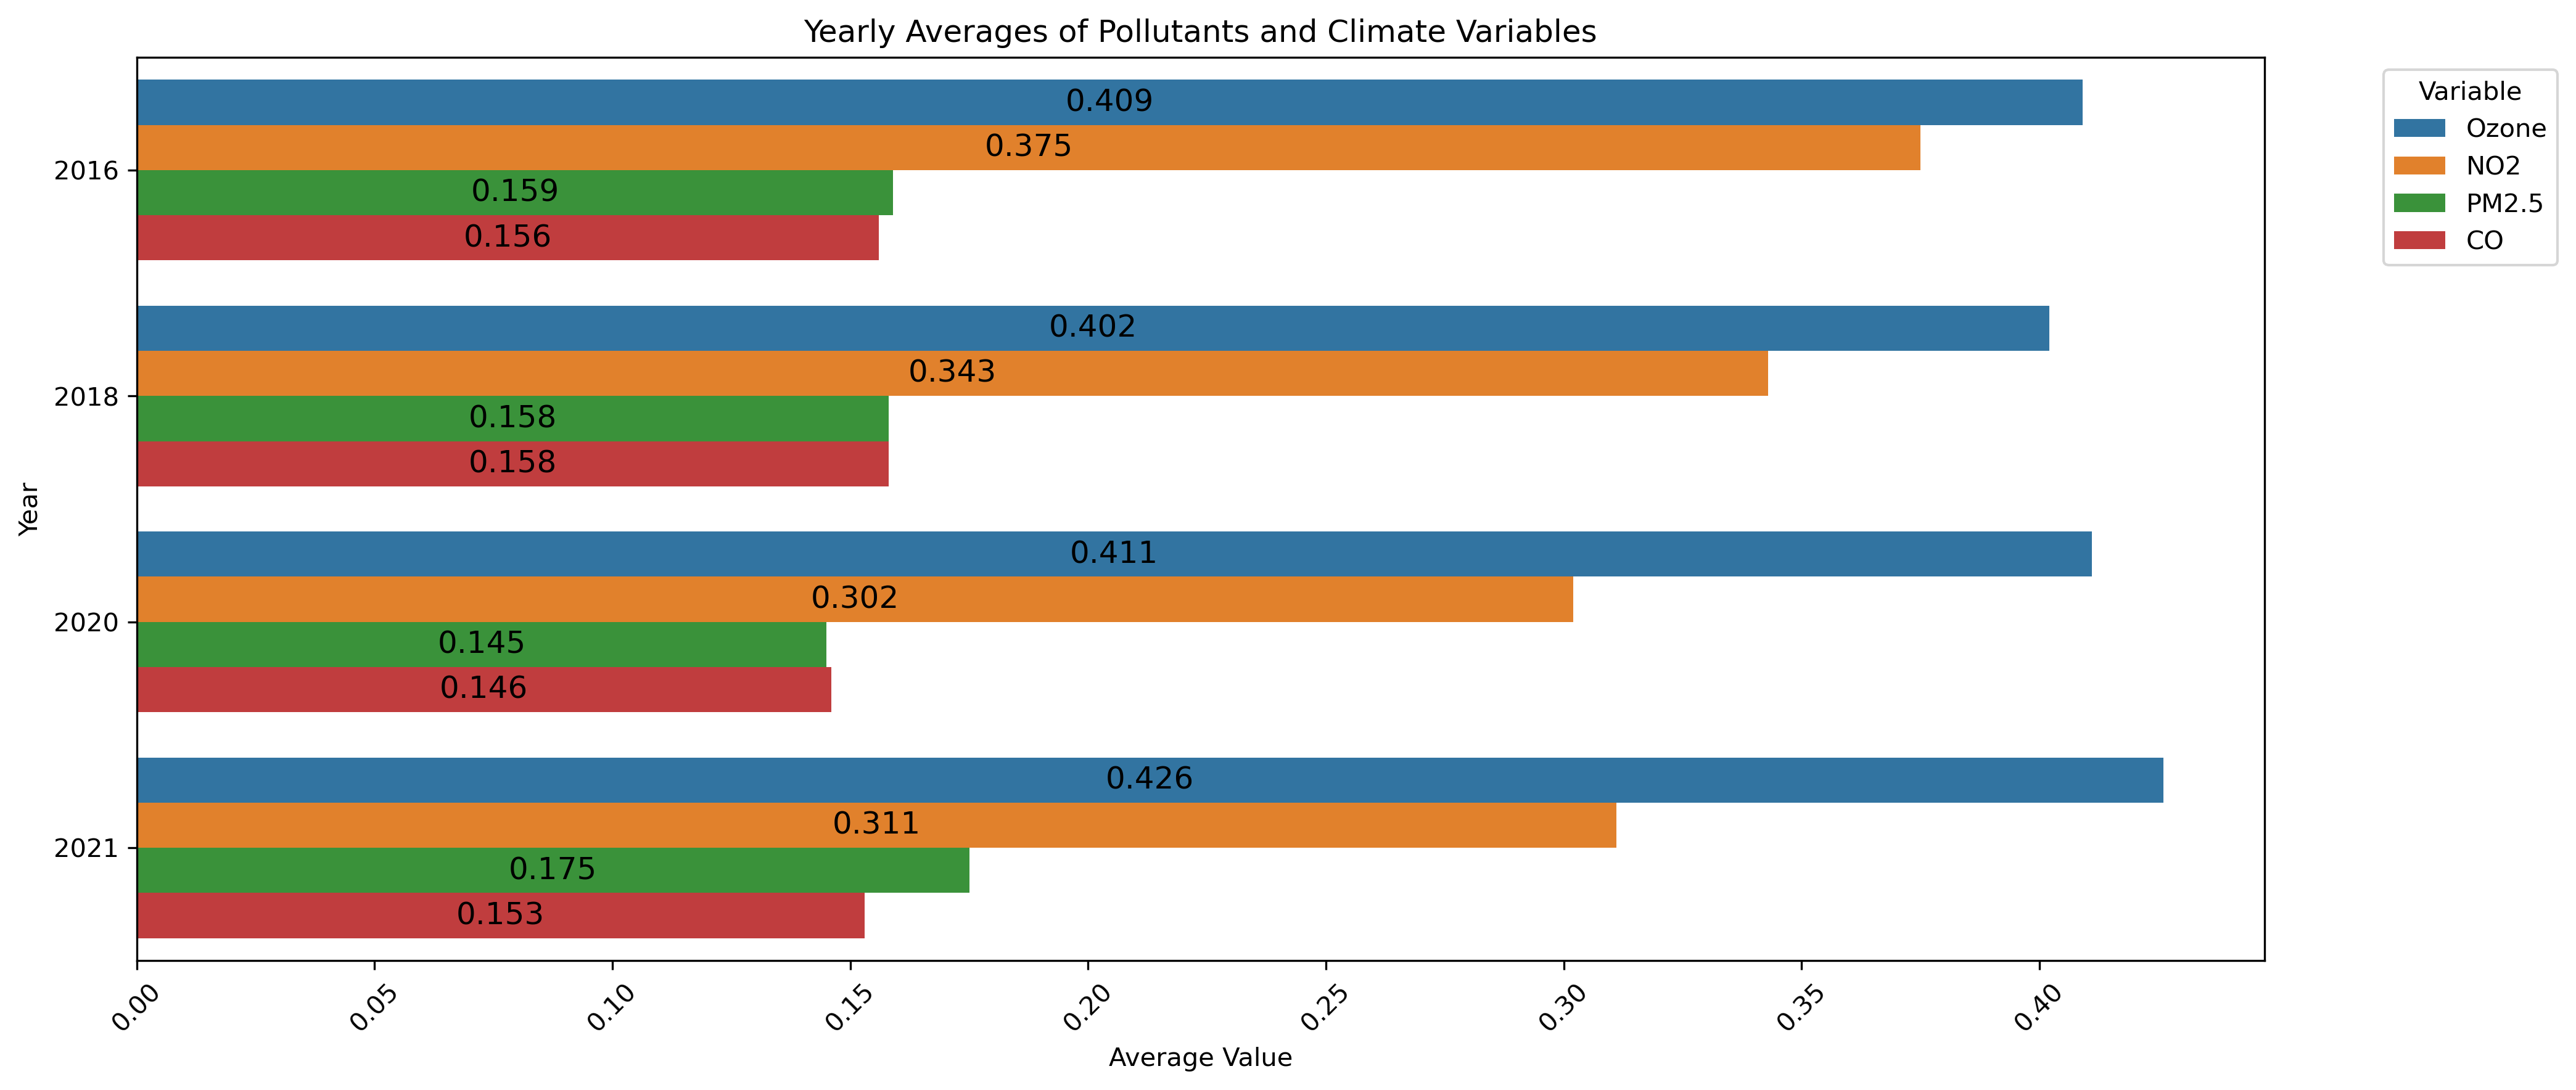 Yearly Averages of Pollutants and Climate Variables
Variable
Ozone
NO2
PM2.5
CO
Year
2016
0.409
0.375
0.159
0.156
2018
0.402
0.343
0.158
0.158
2020
0.411
0.302
0.145
0.146
2021
0.426
0.311
0.175
0.153
0.00 0.05 0.10 0.15 0.20 0.25 0.30 0.35 0.40
Average Value